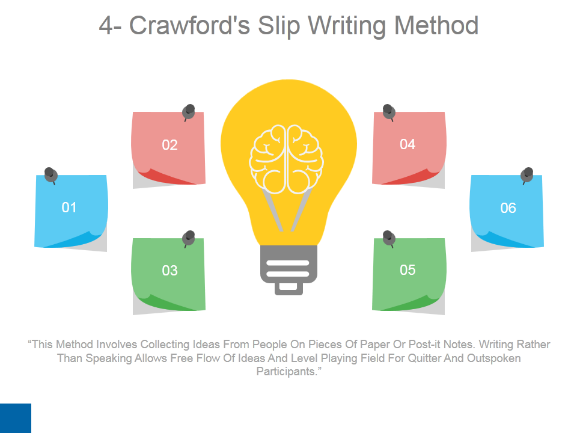 4- Crawford's Slip Writing Method
02
04
01
06
03
05
“This Method Involves Collecting Ideas From People On Pieces Of Paper Or Post-it Notes. Writing Rather
Than Speaking Allows Free Flow Of Ideas And Level Playing Field For Quitter And Outspoken
Participants.”